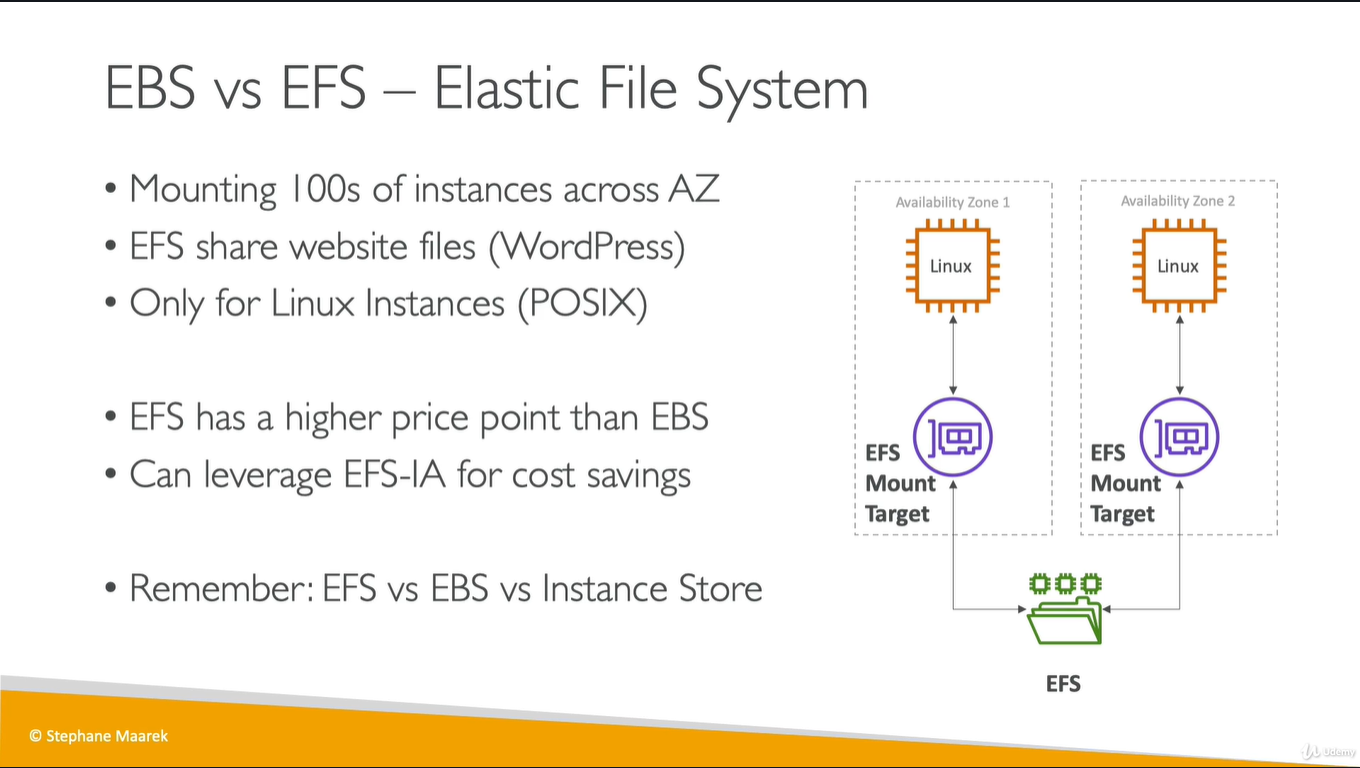 EBS vs EFS – Elastic File System
• Mounting 100s of instances across AZ
• EFS share website files (WordPress)
• Only for Linux Instances (POSIX)
• EFS has a higher price point than EBS
• Can leverage EFS-IA for cost savings
• Remember: EFS vs EBS vs Instance Store
Availability Zone 1
Linux
EFS
Mount
Target
Availability Zone 2
Linux
EFS
Mount
Target
EFS
© Stephane Maarek
Udemy